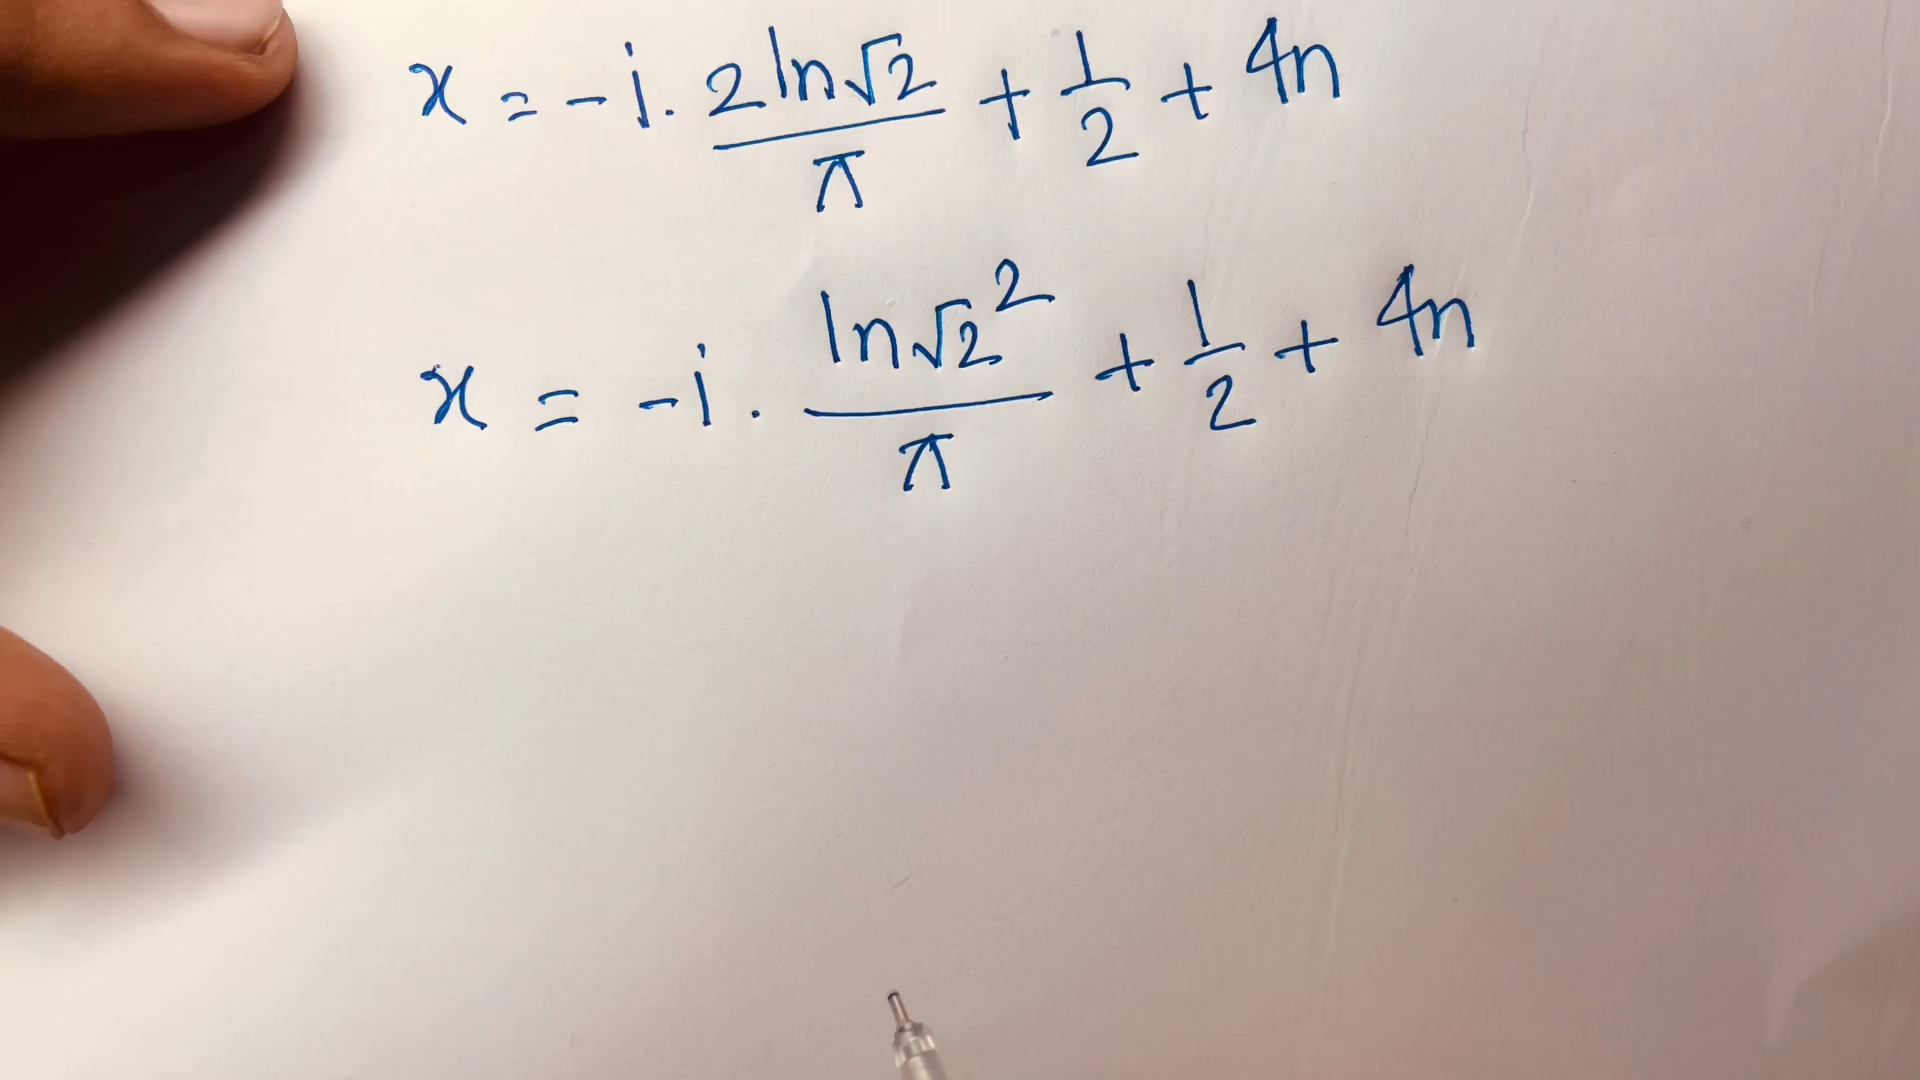 x = -i. 2ln√2/π + 1/2 + 4n
x = -i. ln√2²/π + 1/2 + 4n